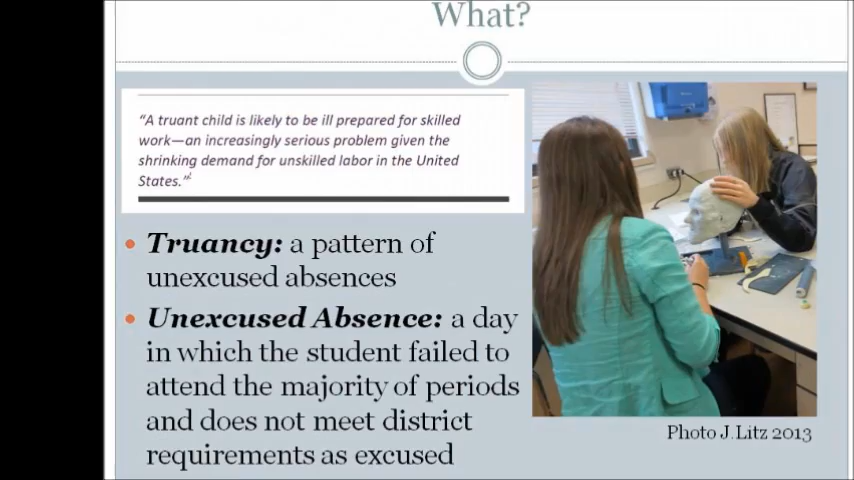 What?
“A truant child is likely to be ill prepared for skilled
work—an increasingly serious problem given the
shrinking demand for unskilled labor in the United
States.”
• Truancy: a pattern of
unexcused absences
• Unexcused Absence: a day
in which the student failed to
attend the majority of periods
and does not meet district
requirements as excused
Photo J.Litz 2013